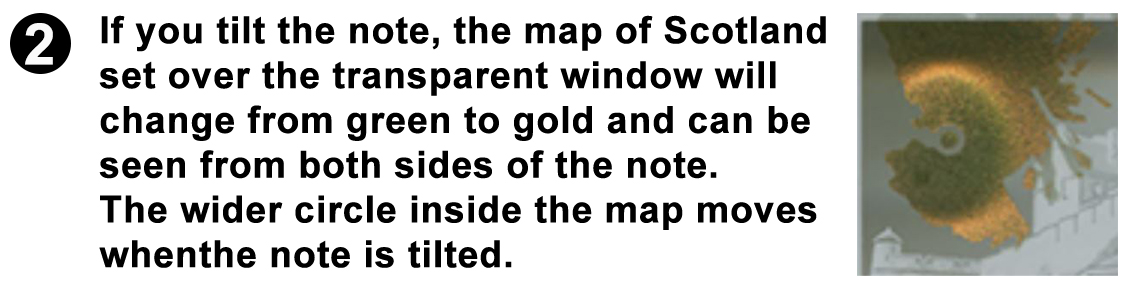 2 If you tilt the note, the map of Scotland
set over the transparent window will
change from green to gold and can be
seen from both sides of the note.
The wider circle inside the map moves
whenthe note is tilted.